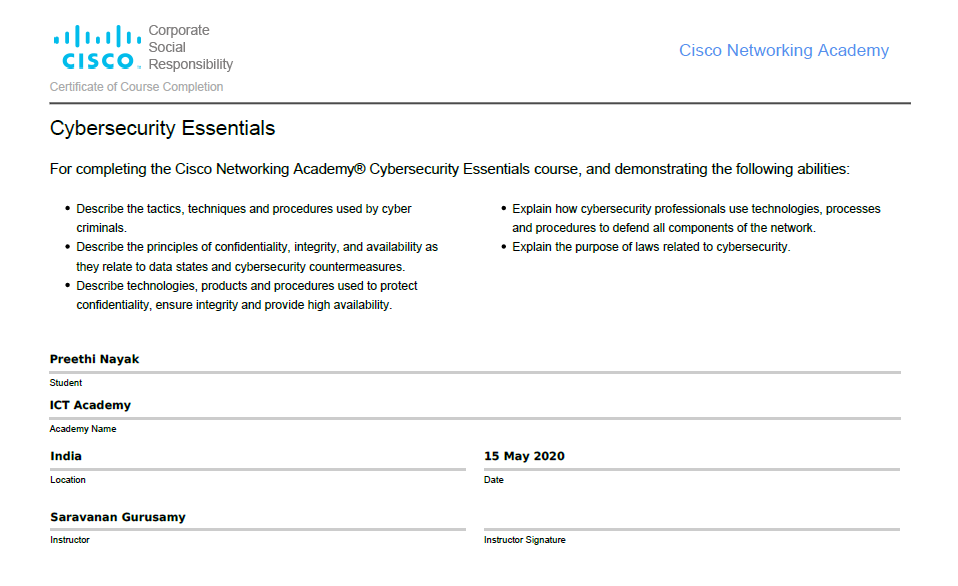 Corporate
Social
Responsibility
CISCO
Cisco Networking Academy
Certificate of Course Completion
Cybersecurity Essentials
For completing the Cisco Networking Academy® Cybersecurity Essentials course, and demonstrating the following abilities:
• Describe the tactics, techniques and procedures used by cyber
criminals.
• Describe the principles of confidentiality, integrity, and availability as
they relate to data states and cybersecurity countermeasures.
• Describe technologies, products and procedures used to protect
confidentiality, ensure integrity and provide high availability.
• Explain how cybersecurity professionals use technologies, processes
and procedures to defend all components of the network.
• Explain the purpose of laws related to cybersecurity.
Preethi Nayak
Student
ICT Academy
Academy Name
India
Location
15 May 2020
Date
Saravanan Gurusamy
Instructor
Instructor Signature